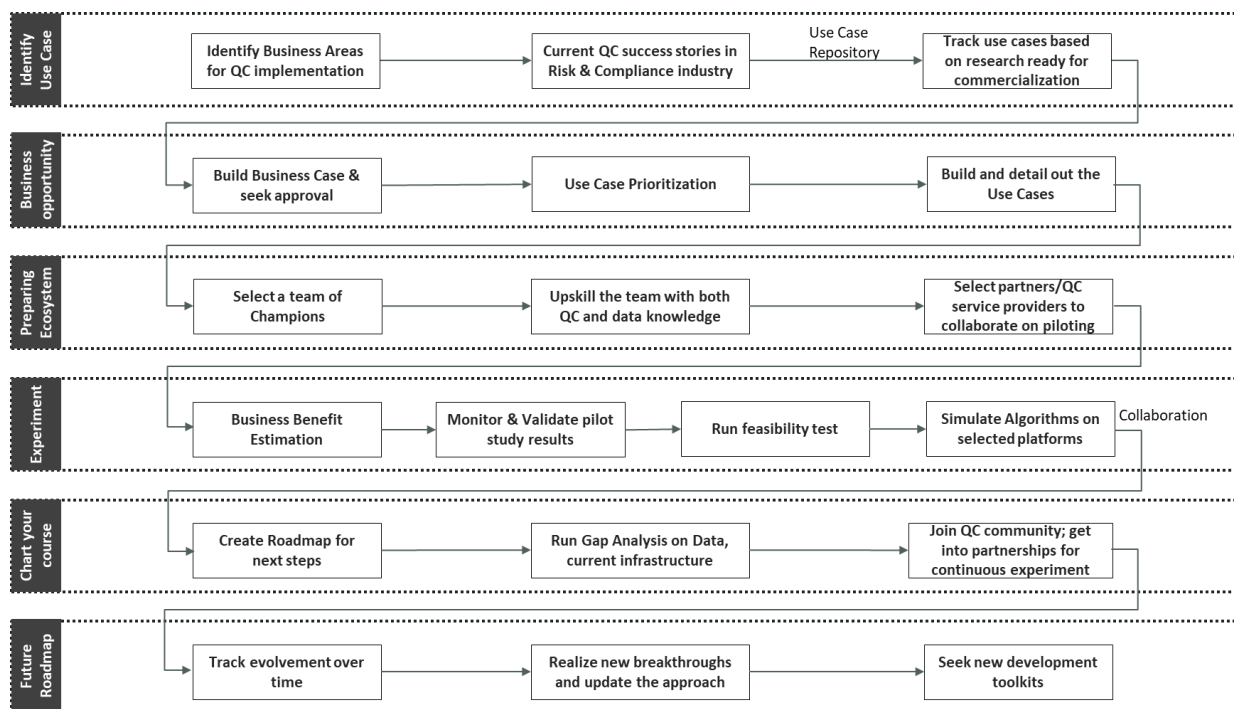 Identify
Use Case
Identify Business Areas
for QC implementation
Current QC success stories in
Risk & Compliance industry
Use Case
Repository
Track use cases based
on research ready for
commercialization
Business
opportunity
Build Business Case &
seek approval
Use Case Prioritization
Build and detail out the
Use Cases
Preparing
Ecosystem
Select a team of
Champions
Upskill the team with both
QC and data knowledge
Select partners/QC
service providers to
collaborate on piloting
Experiment
Business Benefit
Estimation
Monitor & Validate pilot
study results
Run feasibility test
Simulate Algorithms on
selected platforms
Collaboration
Chart your
course
Create Roadmap for
next steps
Run Gap Analysis on Data,
current infrastructure
Join QC community; get
into partnerships for
continuous experiment
Future
Roadmap
Track evolvement over
time
Realize new breakthroughs
and update the approach
Seek new development
toolkits